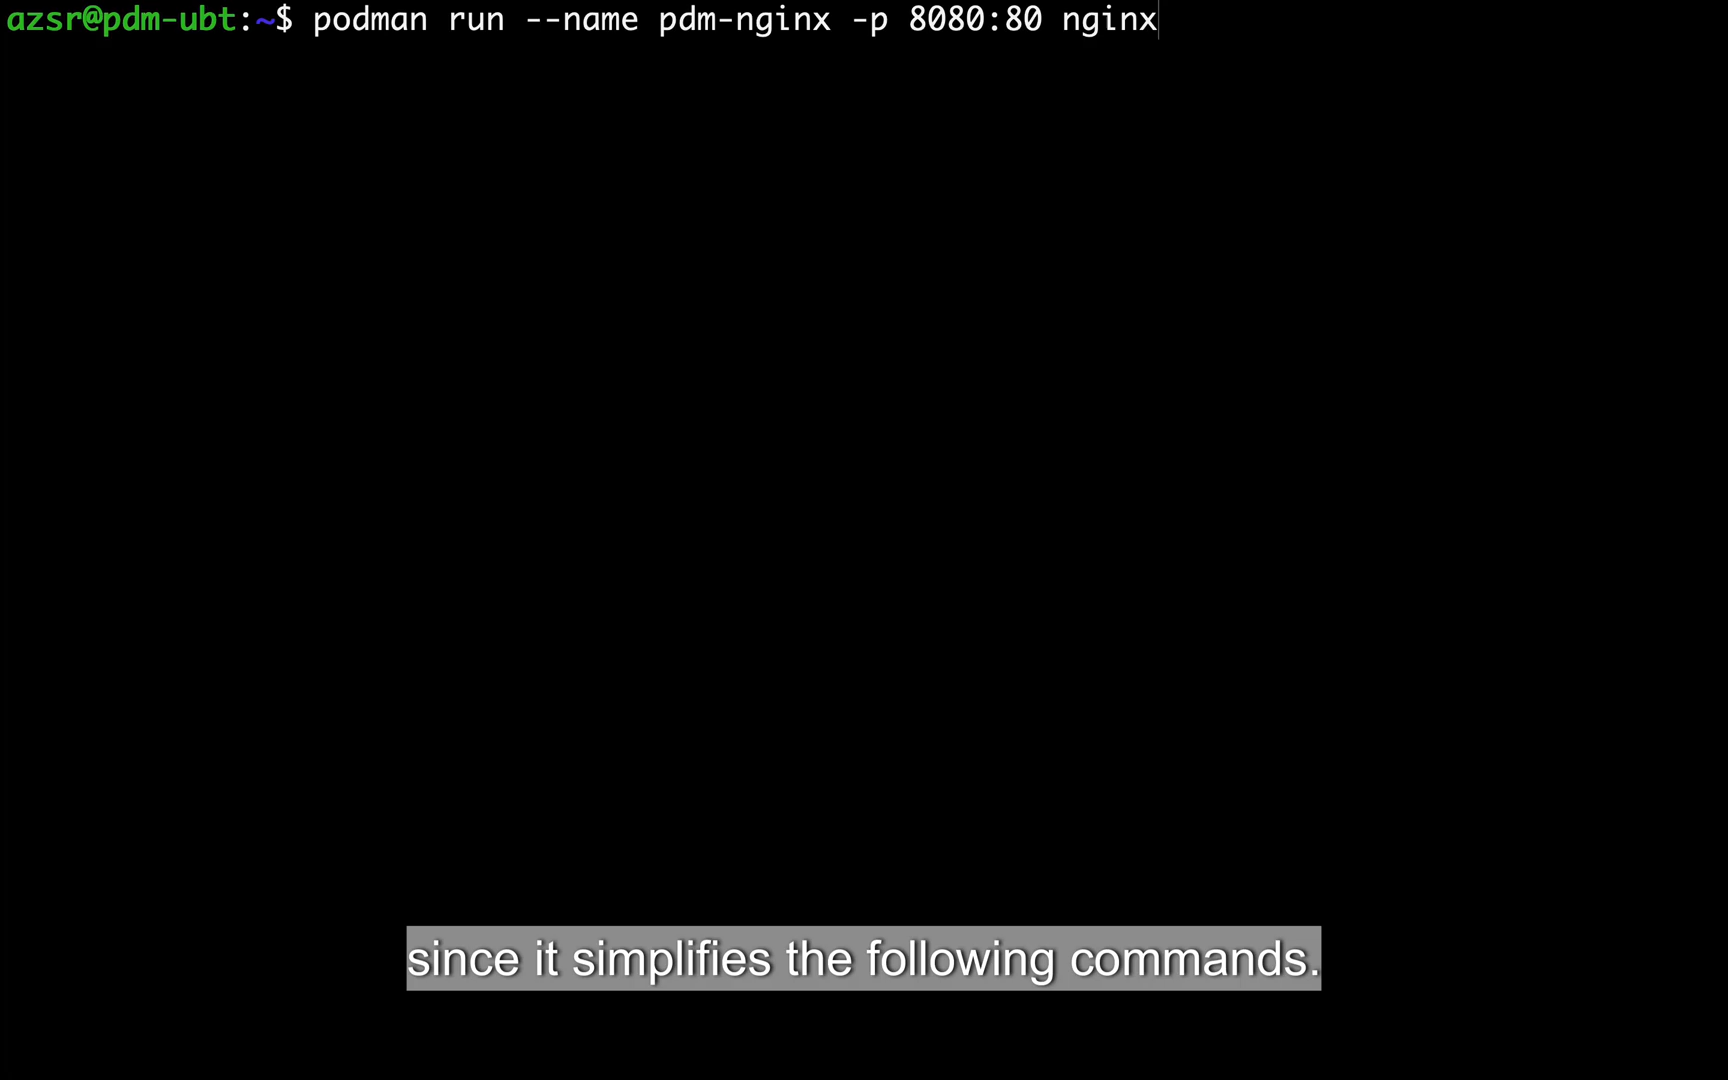 azsr@pdm-ubt:~$ podman run --name pdm-nginx -p 8080:80 nginx
since it simplifies the following commands.